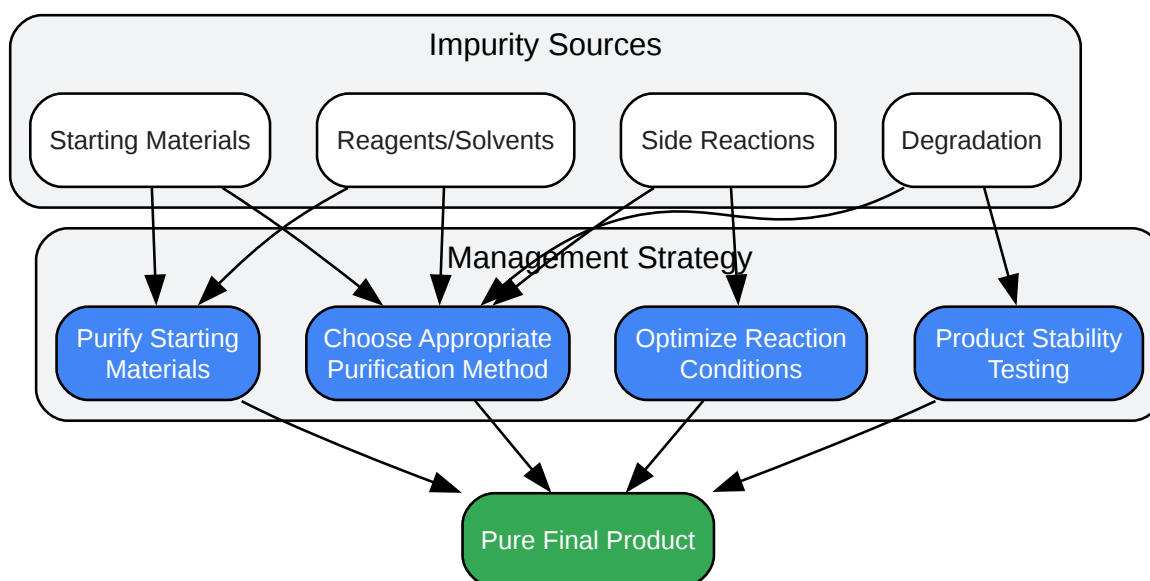 Impurity Sources
Starting Materials
Reagents/Solvents
Side Reactions
Degradation
Management Strategy
Purify Starting
Materials
Choose Appropriate
Purification Method
Optimize Reaction
Conditions
Product Stability
Testing
Pure Final Product